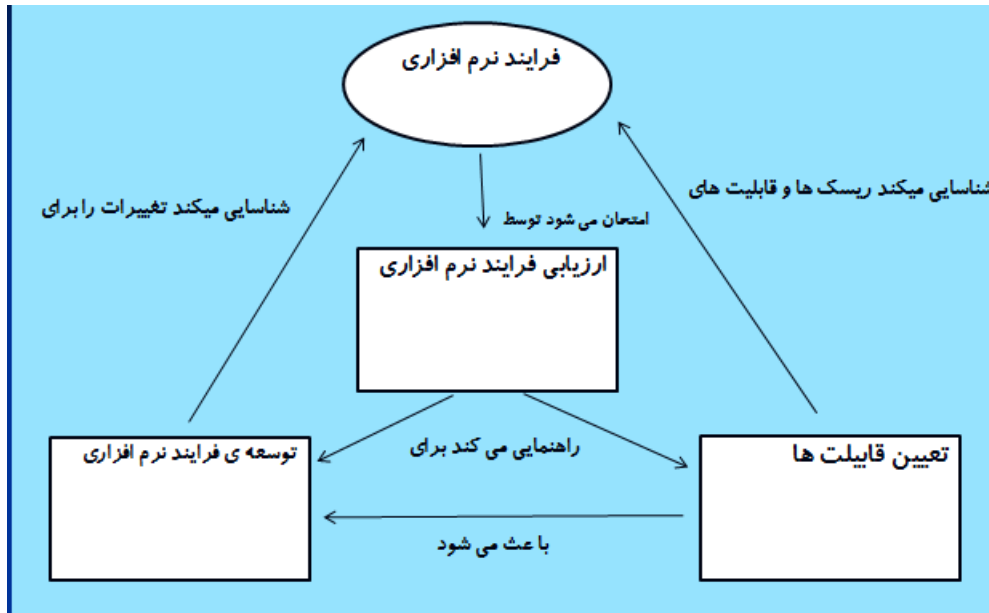 فرایند نرم افزاری
شناسایی میکند ریسک ها و قابلیت های
شناسایی میکند تغییرات را برای
امتحان می شود توسط
ارزیابی فرایند نرم افزاری
راهنمایی می کند برای
تعیین قابیلت ها
توسعه ی فرایند نرم افزاری
با عث می شود